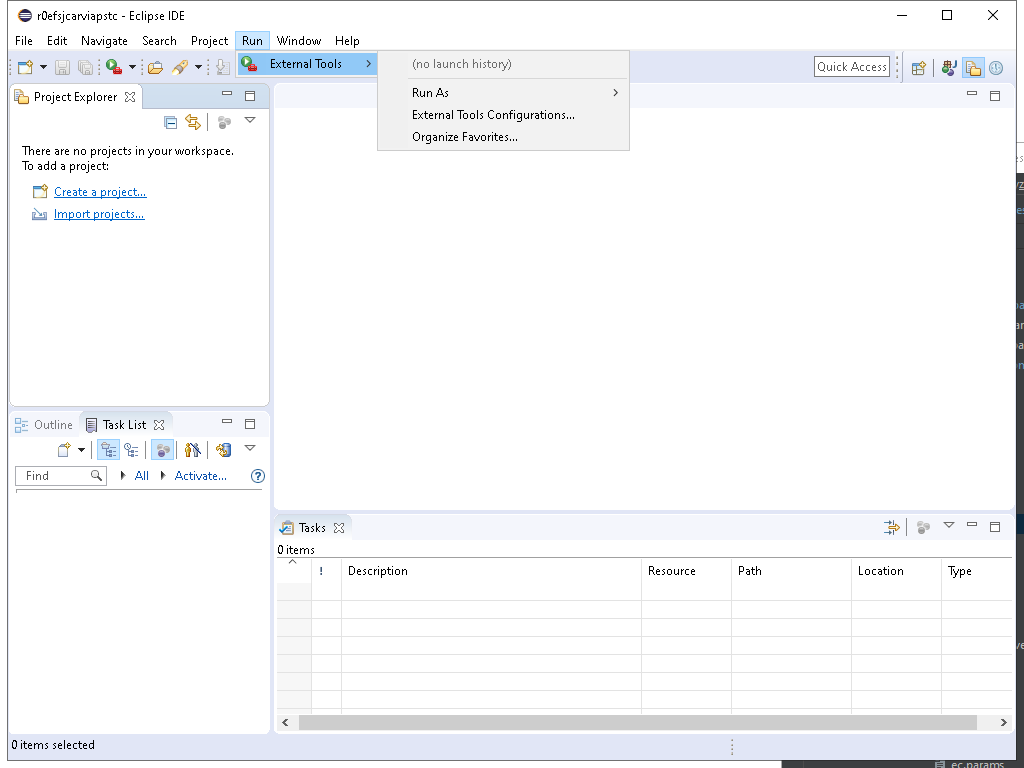 r0efsjcarviapstc - Eclipse IDE
File Edit Navigate Search Project Run Window Help
External Tools
(no launch history)
Run As
External Tools Configurations...
Organize Favorites...
Quick Access
Project Explorer
There are no projects in your workspace.
To add a project:
Create a project...
Import projects...
Outline Task List
Find All Activate...
Tasks
0 items
! Description Resource Path Location Type
0 items selected
ec.params